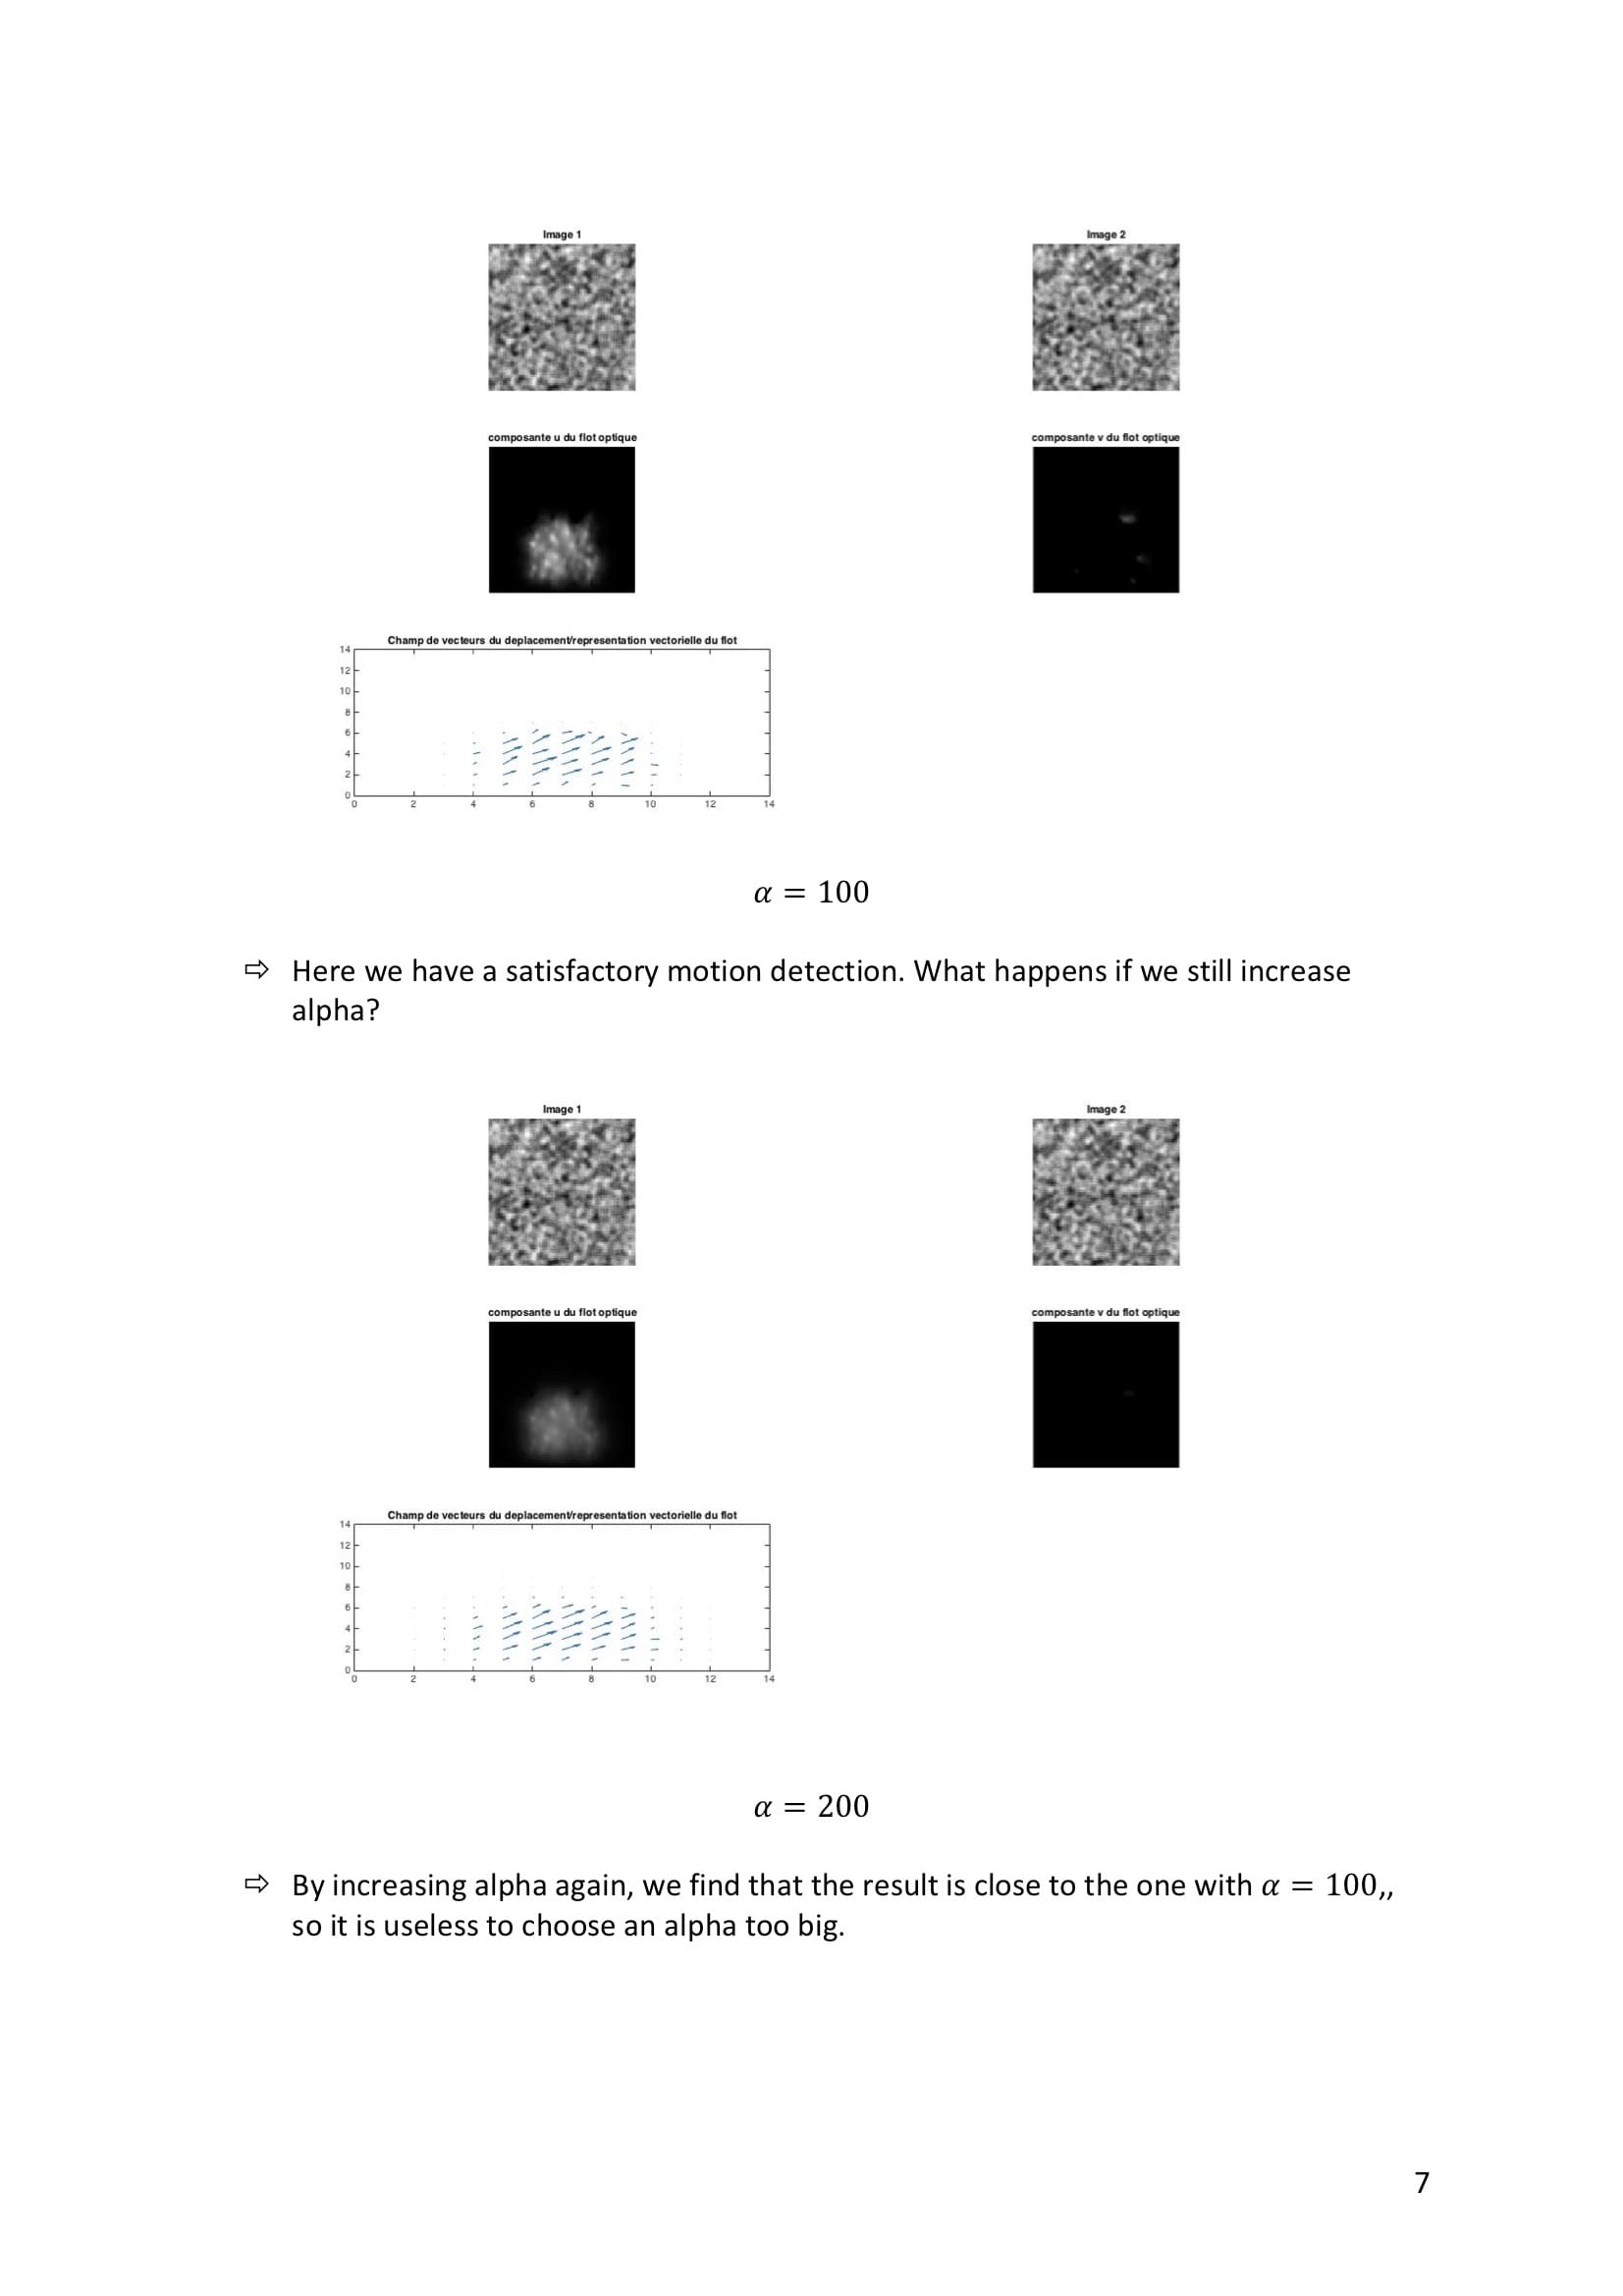 Image 1
Image 2
composante u du flot optique
composante v du flot optique
Champ de vecteurs du deplacement/representation vectorielle du flot
14
12
10
8
6
4
2
0
0 2 4 6 8 10 12 14
α = 100
⇨ Here we have a satisfactory motion detection. What happens if we still increase
alpha?
Image 1
Image 2
composante u du flot optique
composante v du flot optique
Champ de vecteurs du deplacement/representation vectorielle du flot
14
12
10
8
6
4
2
0
0 2 4 6 8 10 12 14
α = 200
⇨ By increasing alpha again, we find that the result is close to the one with α = 100,,
so it is useless to choose an alpha too big.
7